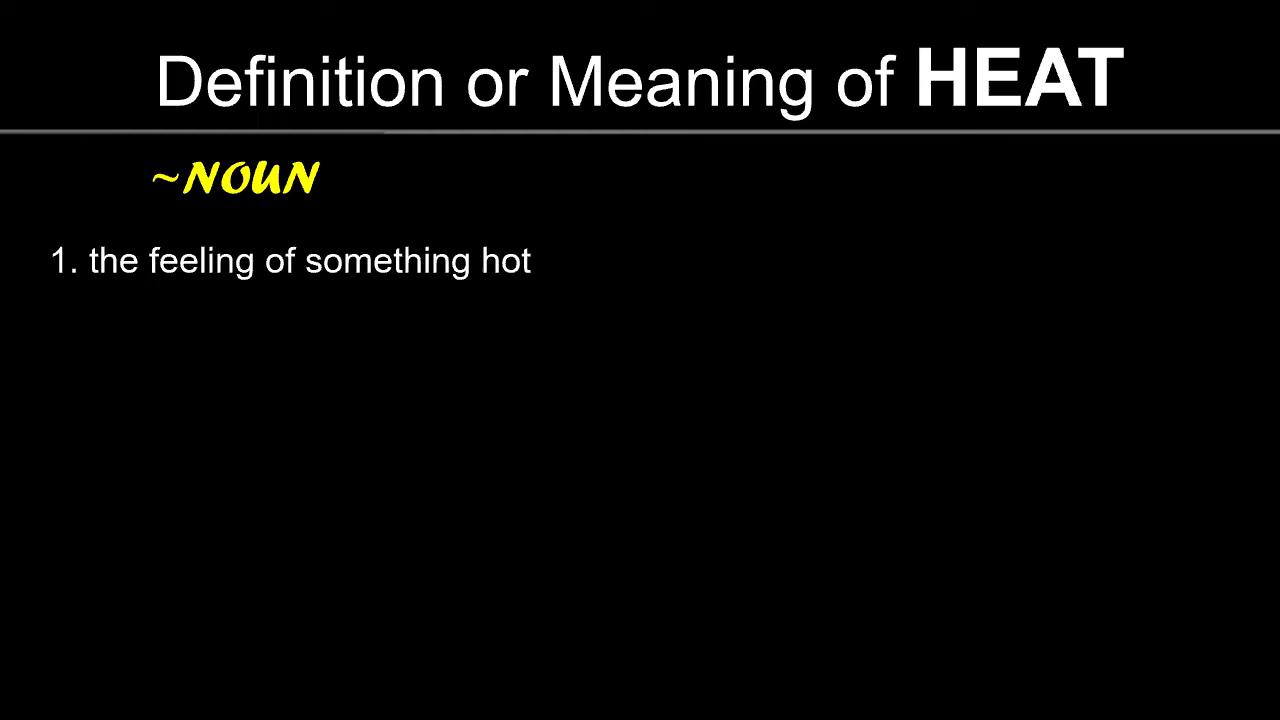 Definition or Meaning of HEAT
~NOUN
1. the feeling of something hot